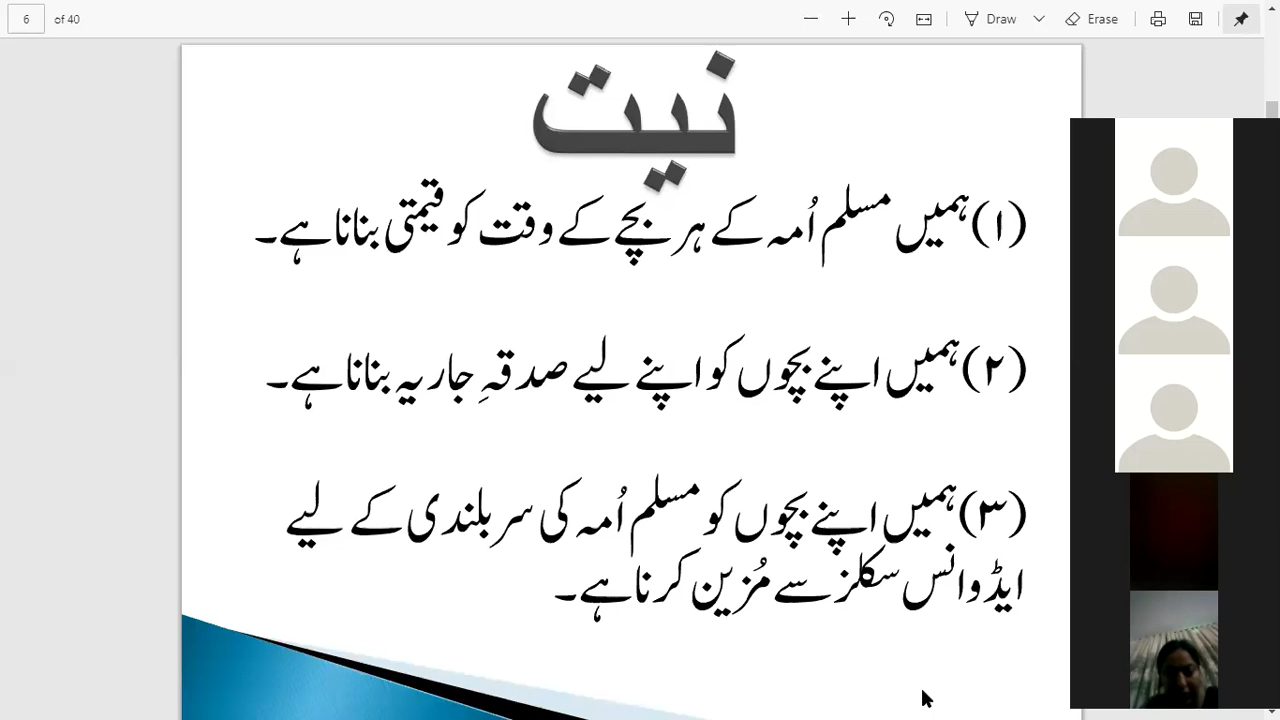 6 of 40 Draw Erase
نیت
(۱) ہمیں مسلم اُمہ کے ہر بچے کے وقت کو قیمتی بنانا ہے۔
(۲) ہمیں اپنے بچوں کو اپنے لیے صدقہِ جاریہ بنانا ہے۔
(۳) ہمیں اپنے بچوں کو مسلم اُمہ کی سربلندی کے لیے
ایڈوانس سکلز سے مُزین کرنا ہے۔